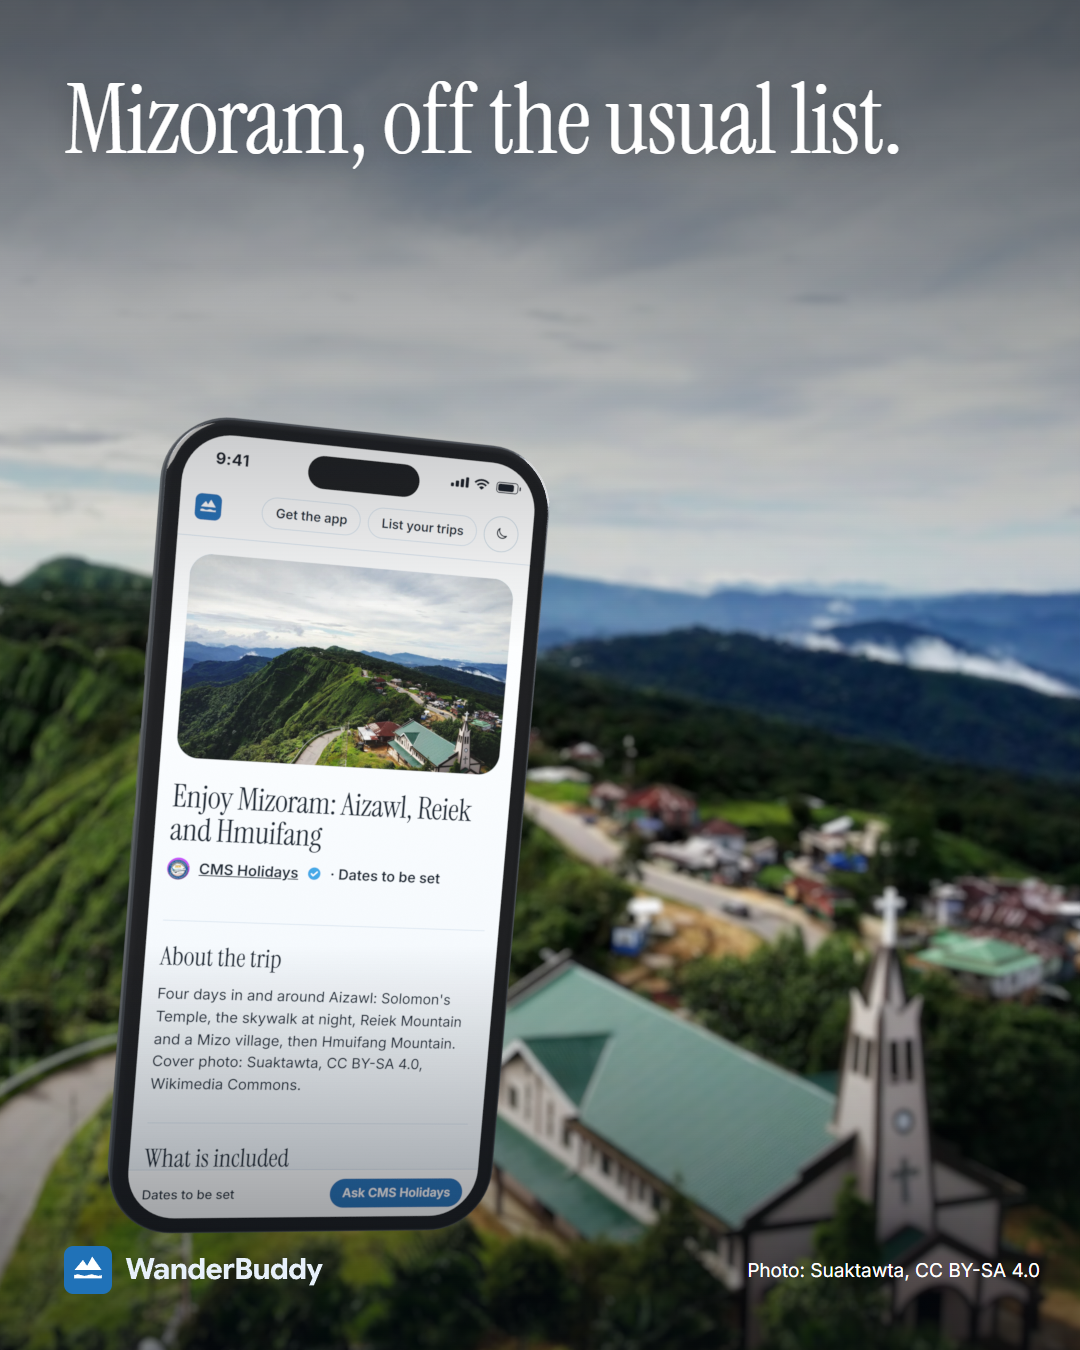 Mizoram, off the usual list.
9:41
Get the app
List your trips
Enjoy Mizoram: Aizawl, Reiek
and Hmuifang
CMS Holidays · Dates to be set
About the trip
Four days in and around Aizawl: Solomon's
Temple, the skywalk at night, Reiek Mountain
and a Mizo village, then Hmuifang Mountain.
Cover photo: Suaktawta, CC BY-SA 4.0,
Wikimedia Commons.
What is included
Dates to be set
Ask CMS Holidays
WanderBuddy
Photo: Suaktawta, CC BY-SA 4.0